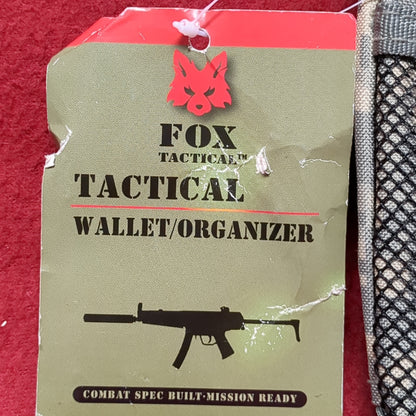 FOX
TACTICAL™
TACTICAL
WALLET/ORGANIZER
COMBAT SPEC BUILT·MISSION READY